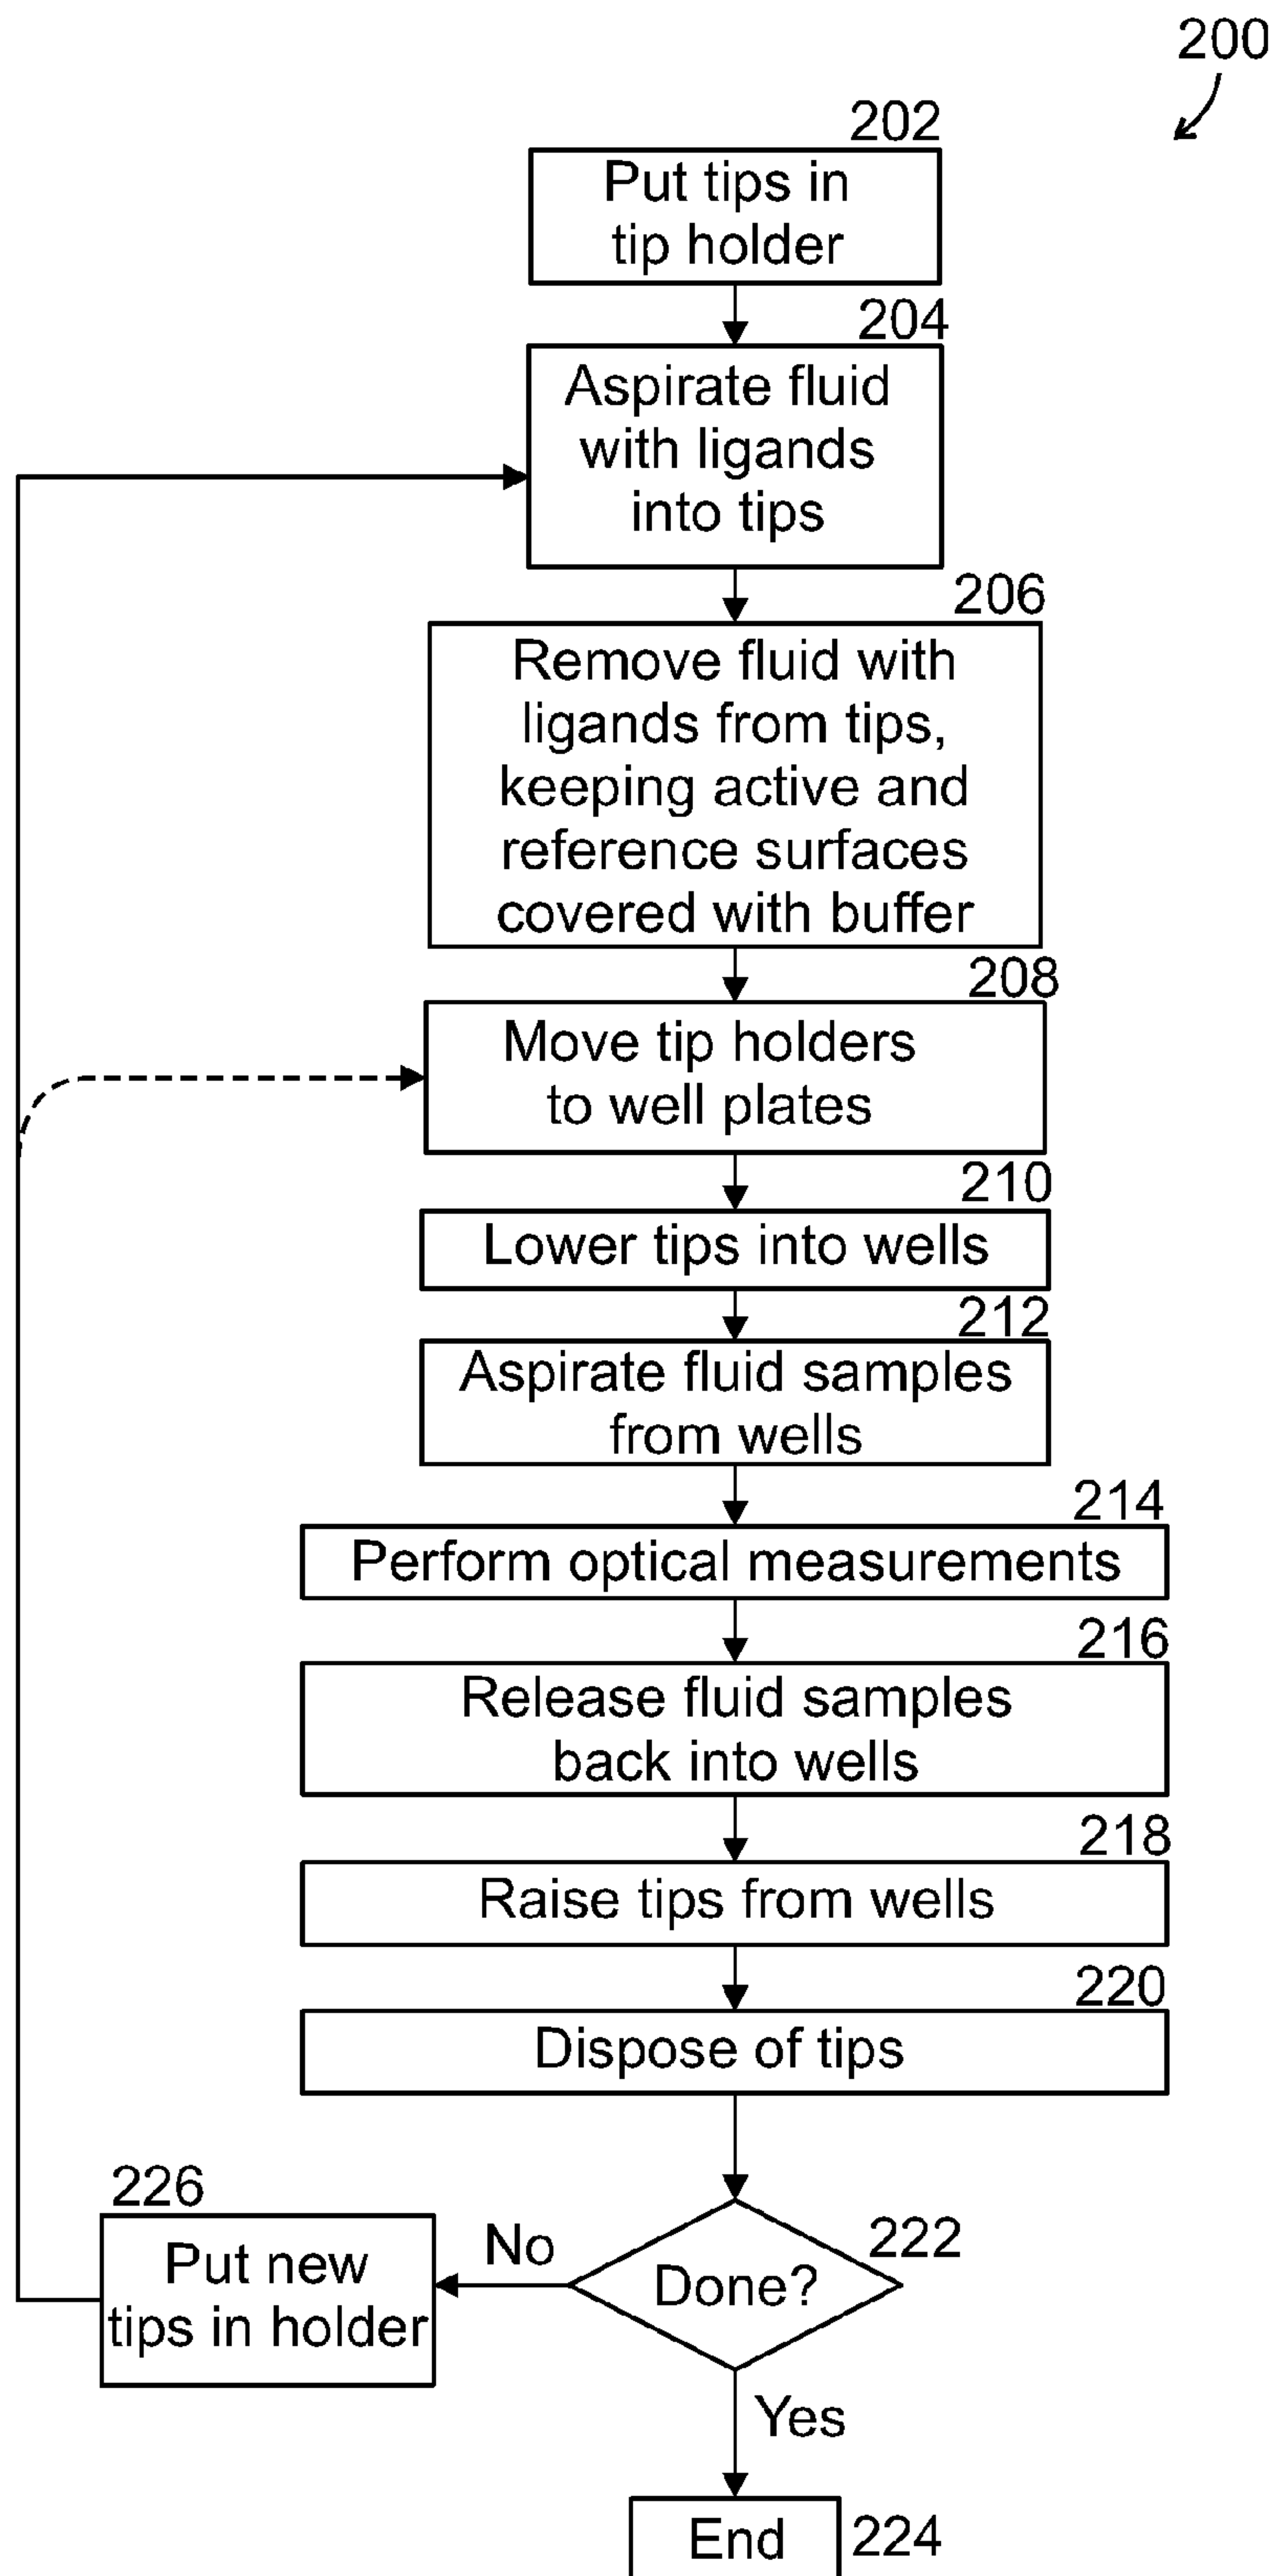 200
202
Put tips in
tip holder
204
Aspirate fluid
with ligands
into tips
206
Remove fluid with
ligands from tips,
keeping active and
reference surfaces
covered with buffer
208
Move tip holders
to well plates
210
Lower tips into wells
212
Aspirate fluid samples
from wells
214
Perform optical measurements
216
Release fluid samples
back into wells
218
Raise tips from wells
220
Dispose of tips
222
Done?
No
226
Put new
tips in holder
Yes
End
224